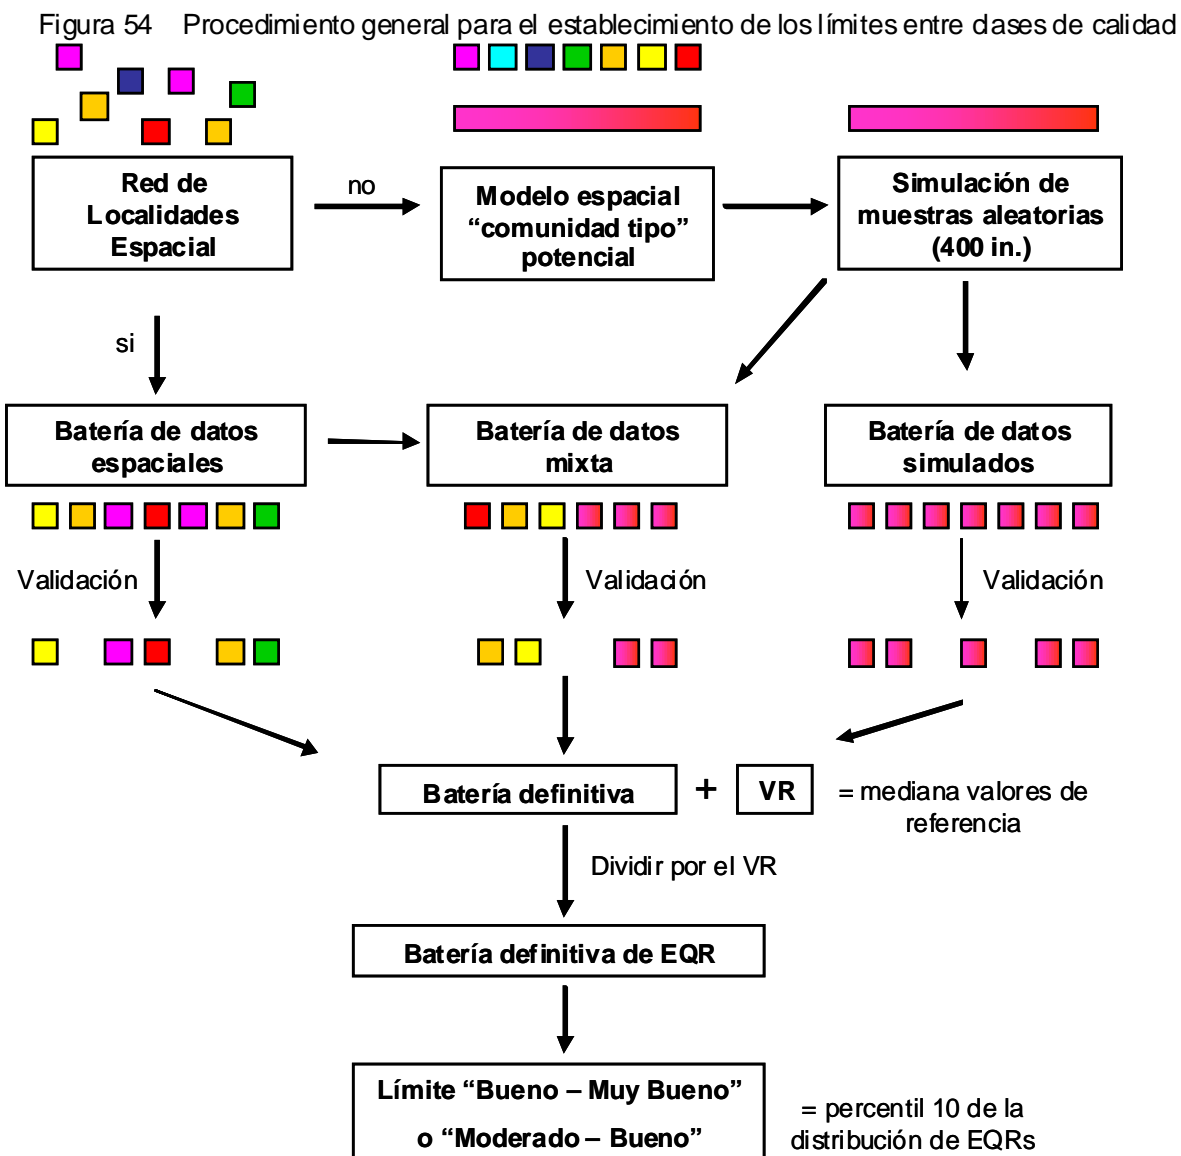 Figura 54 Procedimiento general para el establecimiento de los límites entre clases de calidad
Red de
Localidades
Espacial
no
Modelo espacial
“comunidad tipo”
potencial
Simulación de
muestras aleatorias
(400 in.)
si
Batería de datos
espaciales
Batería de datos
mixta
Batería de datos
simulados
Validación
Validación
Validación
Batería definitiva
+
VR
= mediana valores de
referencia
Dividir por el VR
Batería definitiva de EQR
Límite “Bueno – Muy Bueno”
o “Moderado – Bueno”
= percentil 10 de la
distribución de EQRs